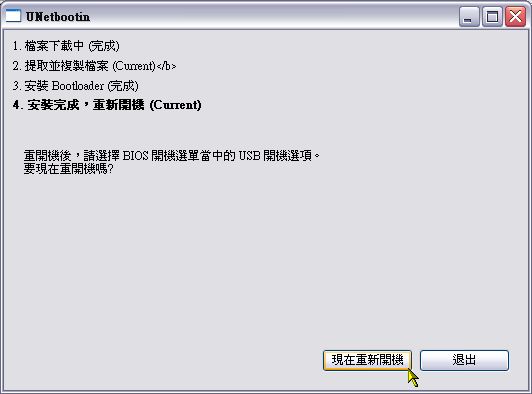 UNetbootin
1. 檔案下載中 (完成)
2. 提取並複製檔案 (Current)</b>
3. 安裝 Bootloader (完成)
4. 安裝完成，重新開機 (Current)
重開機後，請選擇 BIOS 開機選單當中的 USB 開機選項。
要現在重開機嗎?
現在重新開機
退出